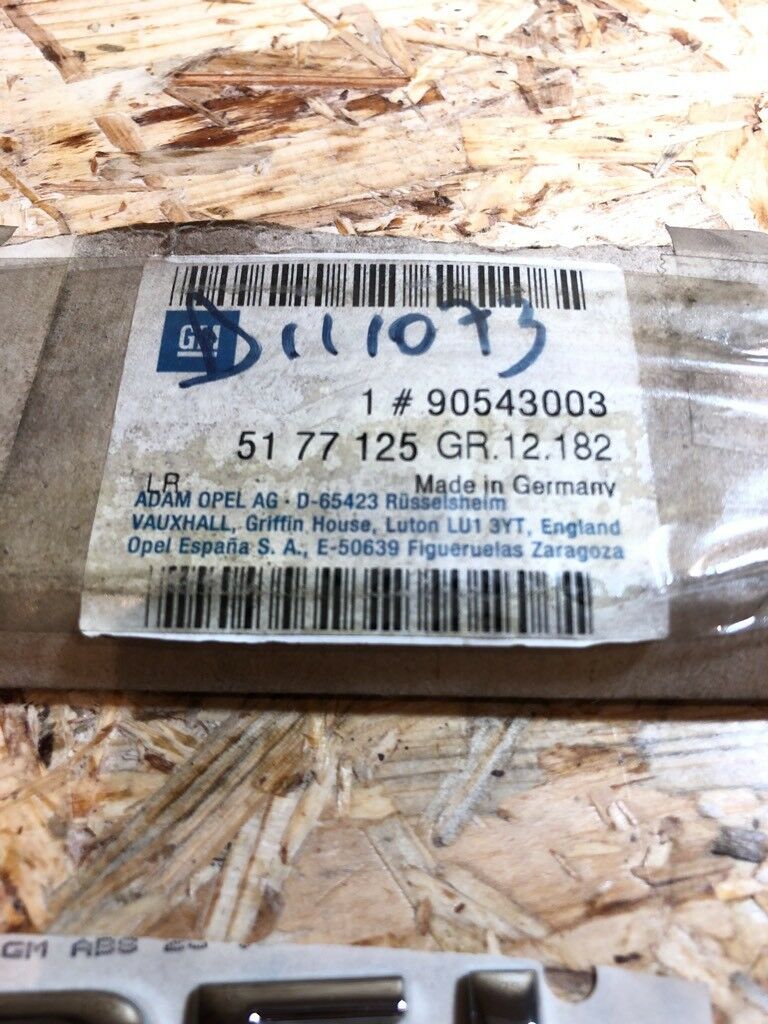 GM
D111073
1 # 90543003
51 77 125 GR.12.182
LR Made in Germany
ADAM OPEL AG · D-65423 Rüsselsheim
VAUXHALL, Griffin House, Luton LU1 3YT, England
Opel España S. A., E-50639 Figueruelas Zaragoza
GM ABS